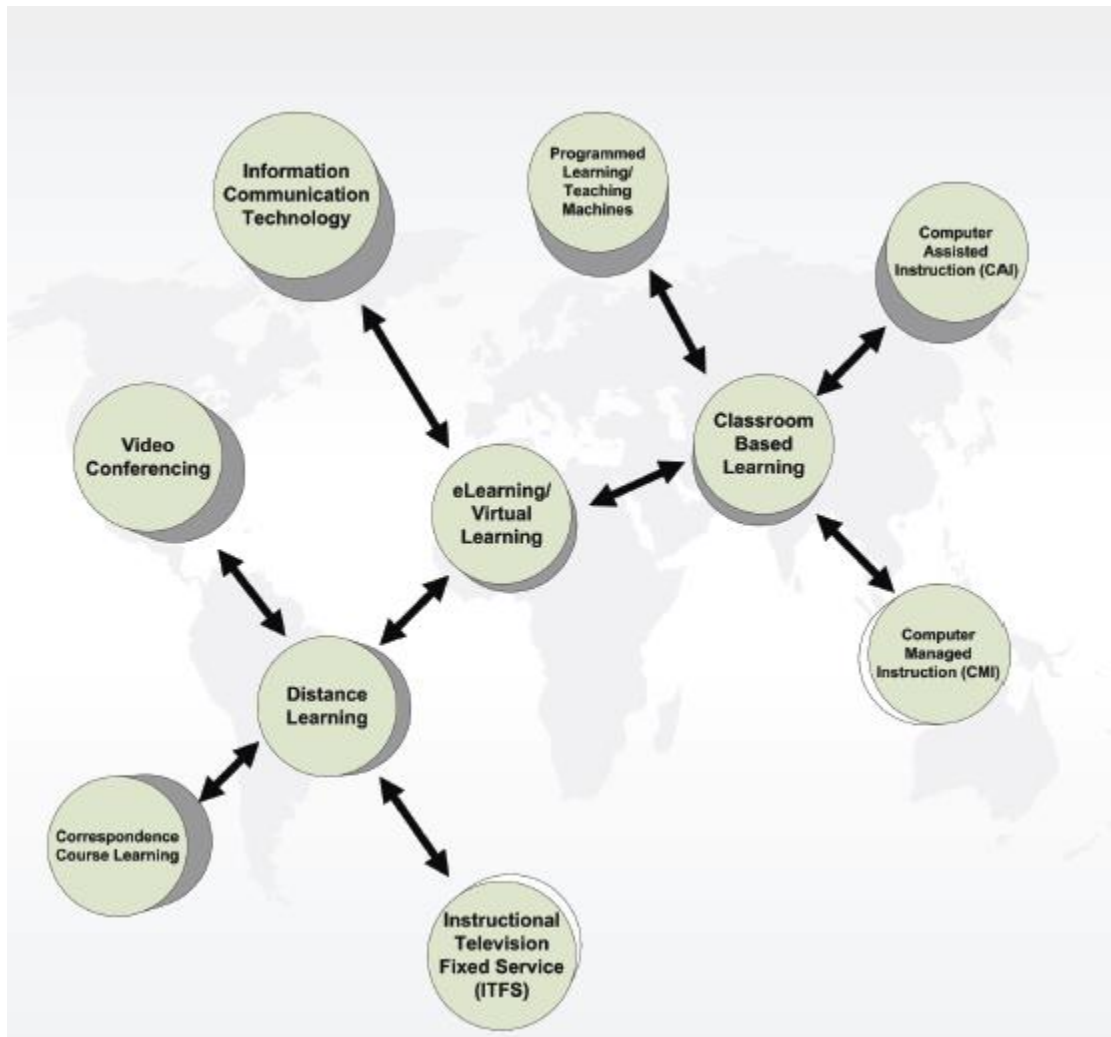 Information
Communication
Technology
Programmed
Learning/
Teaching
Machines
Computer
Assisted
Instruction (CAI)
Video
Conferencing
eLearning/
Virtual
Learning
Classroom
Based
Learning
Distance
Learning
Computer
Managed
Instruction (CMI)
Correspondence
Course Learning
Instructional
Television
Fixed Service
(ITFS)